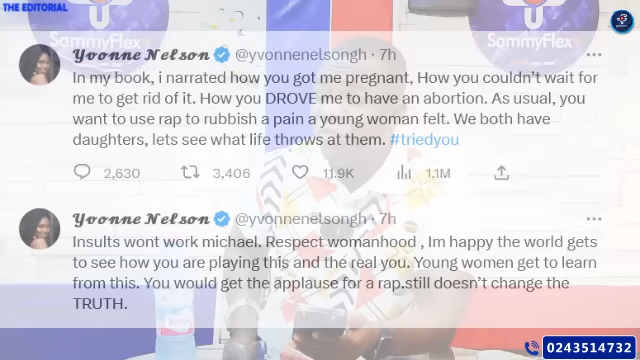 THE EDITORIAL
SammyFlex
SammyFlex
Yvonne Nelson @yvonnenelsongh · 7h
In my book, i narrated how you got me pregnant, How you couldn't wait for
me to get rid of it. How you DROVE me to have an abortion. As usual, you
want to use rap to rubbish a pain a young woman felt. We both have
daughters, lets see what life throws at them. #triedyou
2,630 3,406 11.9K 1.1M
Yvonne Nelson @yvonnenelsongh · 7h
Insults wont work michael. Respect womanhood , Im happy the world gets
to see how you are playing this and the real you. Young women get to learn
from this. You would get the applause for a rap.still doesn't change the
TRUTH.
0243514732